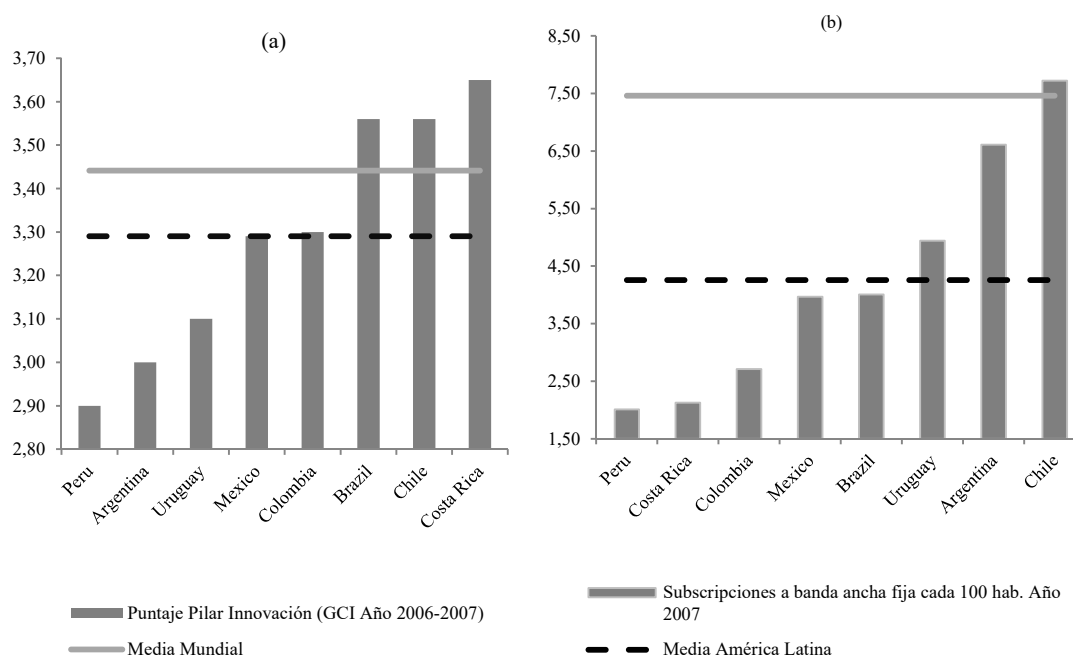 (a)
3,70
3,60
3,50
3,40
3,30
3,20
3,10
3,00
2,90
2,80
Peru
Argentina
Uruguay
Mexico
Colombia
Brazil
Chile
Costa Rica
(b)
8,50
7,50
6,50
5,50
4,50
3,50
2,50
1,50
Peru
Costa Rica
Colombia
Mexico
Brazil
Uruguay
Argentina
Chile
Puntaje Pilar Innovación (GCI Año 2006-2007)
Media Mundial
Subscripciones a banda ancha fija cada 100 hab. Año
2007
Media América Latina